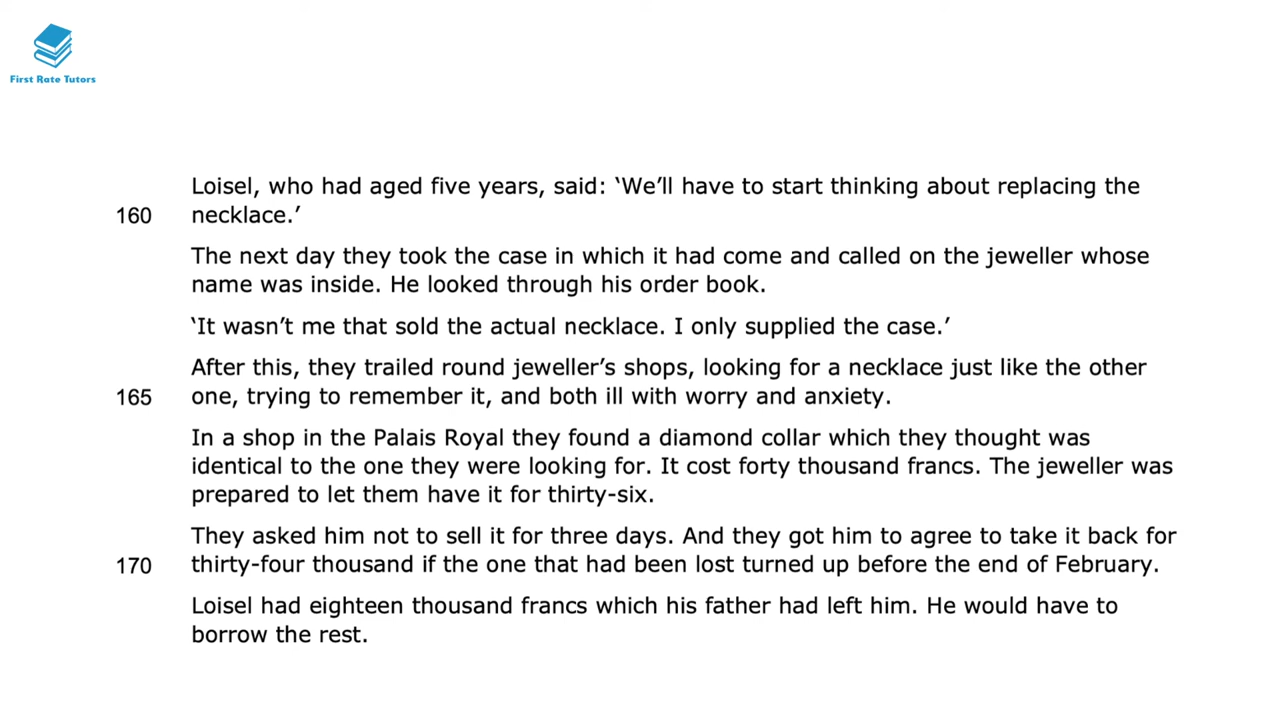 First Rate Tutors
Loisel, who had aged five years, said: ‘We’ll have to start thinking about replacing the
160 necklace.’
The next day they took the case in which it had come and called on the jeweller whose
name was inside. He looked through his order book.
‘It wasn’t me that sold the actual necklace. I only supplied the case.’
After this, they trailed round jeweller’s shops, looking for a necklace just like the other
165 one, trying to remember it, and both ill with worry and anxiety.
In a shop in the Palais Royal they found a diamond collar which they thought was
identical to the one they were looking for. It cost forty thousand francs. The jeweller was
prepared to let them have it for thirty-six.
They asked him not to sell it for three days. And they got him to agree to take it back for
170 thirty-four thousand if the one that had been lost turned up before the end of February.
Loisel had eighteen thousand francs which his father had left him. He would have to
borrow the rest.